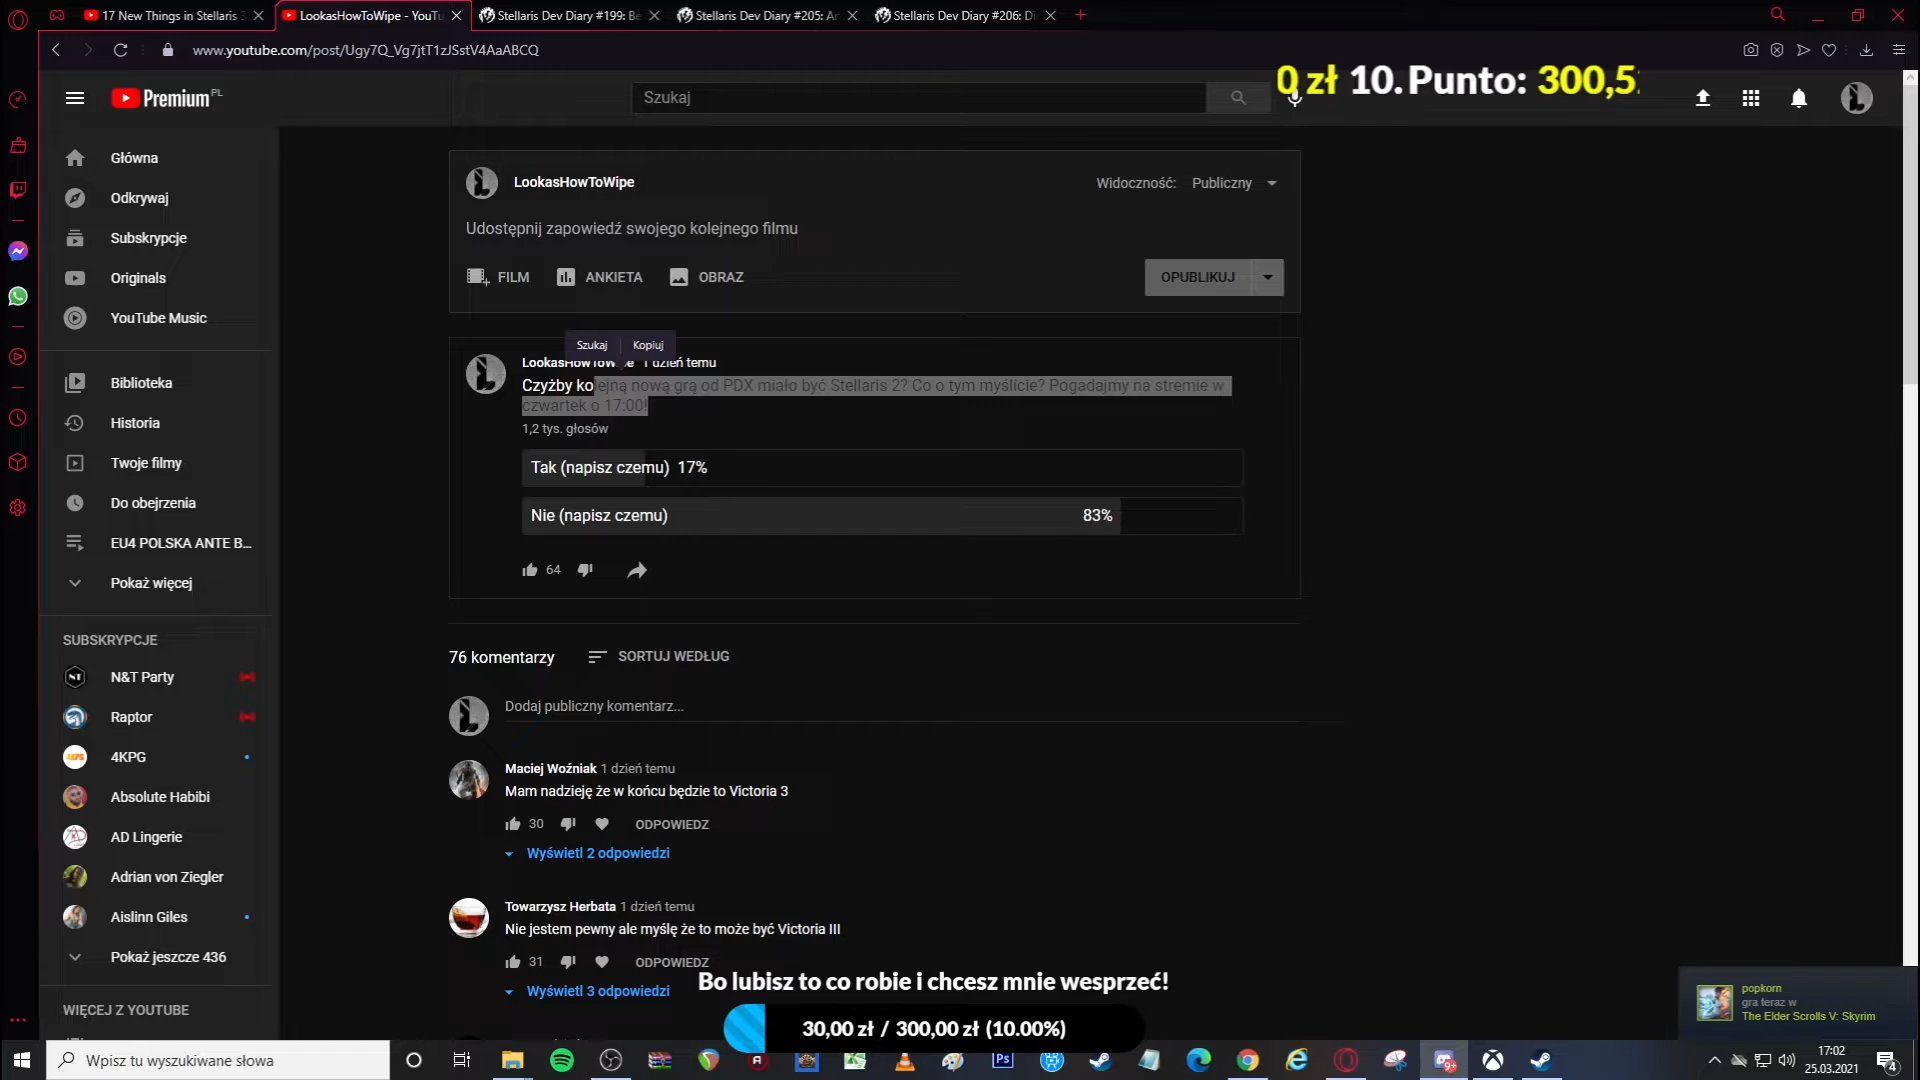 17 New Things in Stellaris 3
LookasHowToWipe - YouTu
Stellaris Dev Diary #199: Be
Stellaris Dev Diary #205: An
Stellaris Dev Diary #206: Di
www.youtube.com/post/Ugy7Q_Vg7jtT1zJSstV4AaABCQ
Premium PL
Szukaj
0 zł 10. Punto: 300,5
Główna
Odkrywaj
Subskrypcje
Originals
YouTube Music
Biblioteka
Historia
Twoje filmy
Do obejrzenia
EU4 POLSKA ANTE B...
Pokaż więcej
SUBSKRYPCJE
N&T Party
Raptor
4KPG
Absolute Habibi
AD Lingerie
Adrian von Ziegler
Aislinn Giles
Pokaż jeszcze 436
WIĘCEJ Z YOUTUBE
LookasHowToWipe
Widoczność: Publiczny
Udostępnij zapowiedź swojego kolejnego filmu
FILM
ANKIETA
OBRAZ
OPUBLIKUJ
Szukaj
Kopiuj
LookasHowToWipe 1 dzień temu
Czyżby kolejną nową grą od PDX miało być Stellaris 2? Co o tym myślicie? Pogadajmy na stremie w
czwartek o 17:00!
1,2 tys. głosów
Tak (napisz czemu) 17%
Nie (napisz czemu) 83%
64
76 komentarzy
SORTUJ WEDŁUG
Dodaj publiczny komentarz...
Maciej Woźniak 1 dzień temu
Mam nadzieję że w końcu będzie to Victoria 3
30 ODPOWIEDZ
Wyświetl 2 odpowiedzi
Towarzysz Herbata 1 dzień temu
Nie jestem pewny ale myślę że to może być Victoria III
31 ODPOWIEDZ
Wyświetl 3 odpowiedzi
Bo lubisz to co robie i chcesz mnie wesprzeć!
30,00 zł / 300,00 zł (10.00%)
popkorn
gra teraz w
The Elder Scrolls V: Skyrim
Wpisz tu wyszukiwane słowa
Ps
9+
17:02
25.03.2021
4